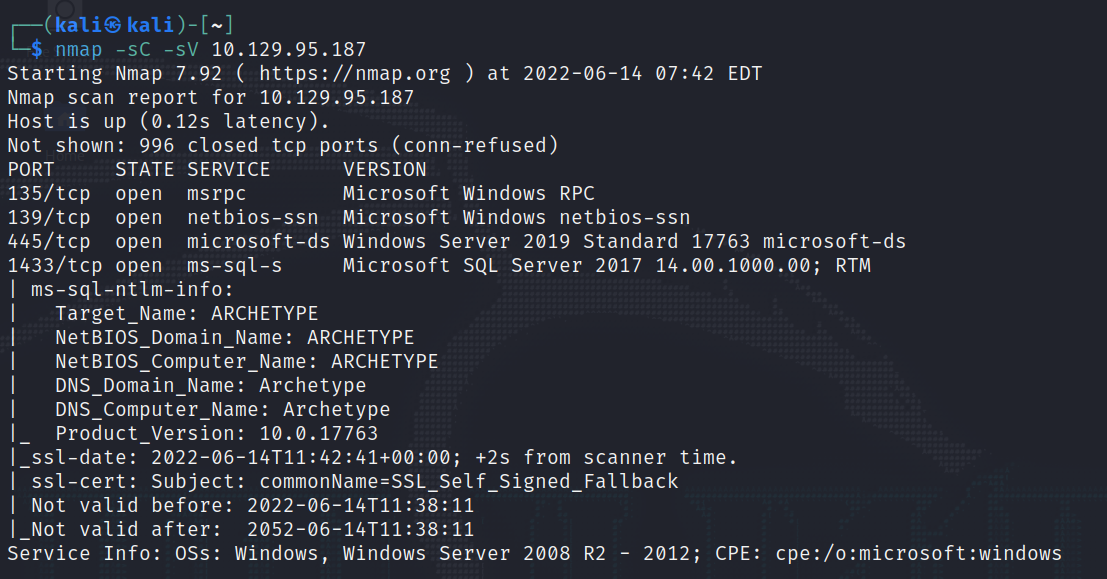 ┌──(kali㉿kali)-[~]
└─$ nmap -sC -sV 10.129.95.187
Starting Nmap 7.92 ( https://nmap.org ) at 2022-06-14 07:42 EDT
Nmap scan report for 10.129.95.187
Host is up (0.12s latency).
Not shown: 996 closed tcp ports (conn-refused)
PORT     STATE SERVICE      VERSION
135/tcp  open  msrpc        Microsoft Windows RPC
139/tcp  open  netbios-ssn  Microsoft Windows netbios-ssn
445/tcp  open  microsoft-ds Windows Server 2019 Standard 17763 microsoft-ds
1433/tcp open  ms-sql-s     Microsoft SQL Server 2017 14.00.1000.00; RTM
| ms-sql-ntlm-info:
|   Target_Name: ARCHETYPE
|   NetBIOS_Domain_Name: ARCHETYPE
|   NetBIOS_Computer_Name: ARCHETYPE
|   DNS_Domain_Name: Archetype
|   DNS_Computer_Name: Archetype
|_  Product_Version: 10.0.17763
|_ssl-date: 2022-06-14T11:42:41+00:00; +2s from scanner time.
| ssl-cert: Subject: commonName=SSL_Self_Signed_Fallback
| Not valid before: 2022-06-14T11:38:11
|_Not valid after:  2052-06-14T11:38:11
Service Info: OSs: Windows, Windows Server 2008 R2 - 2012; CPE: cpe:/o:microsoft:windows